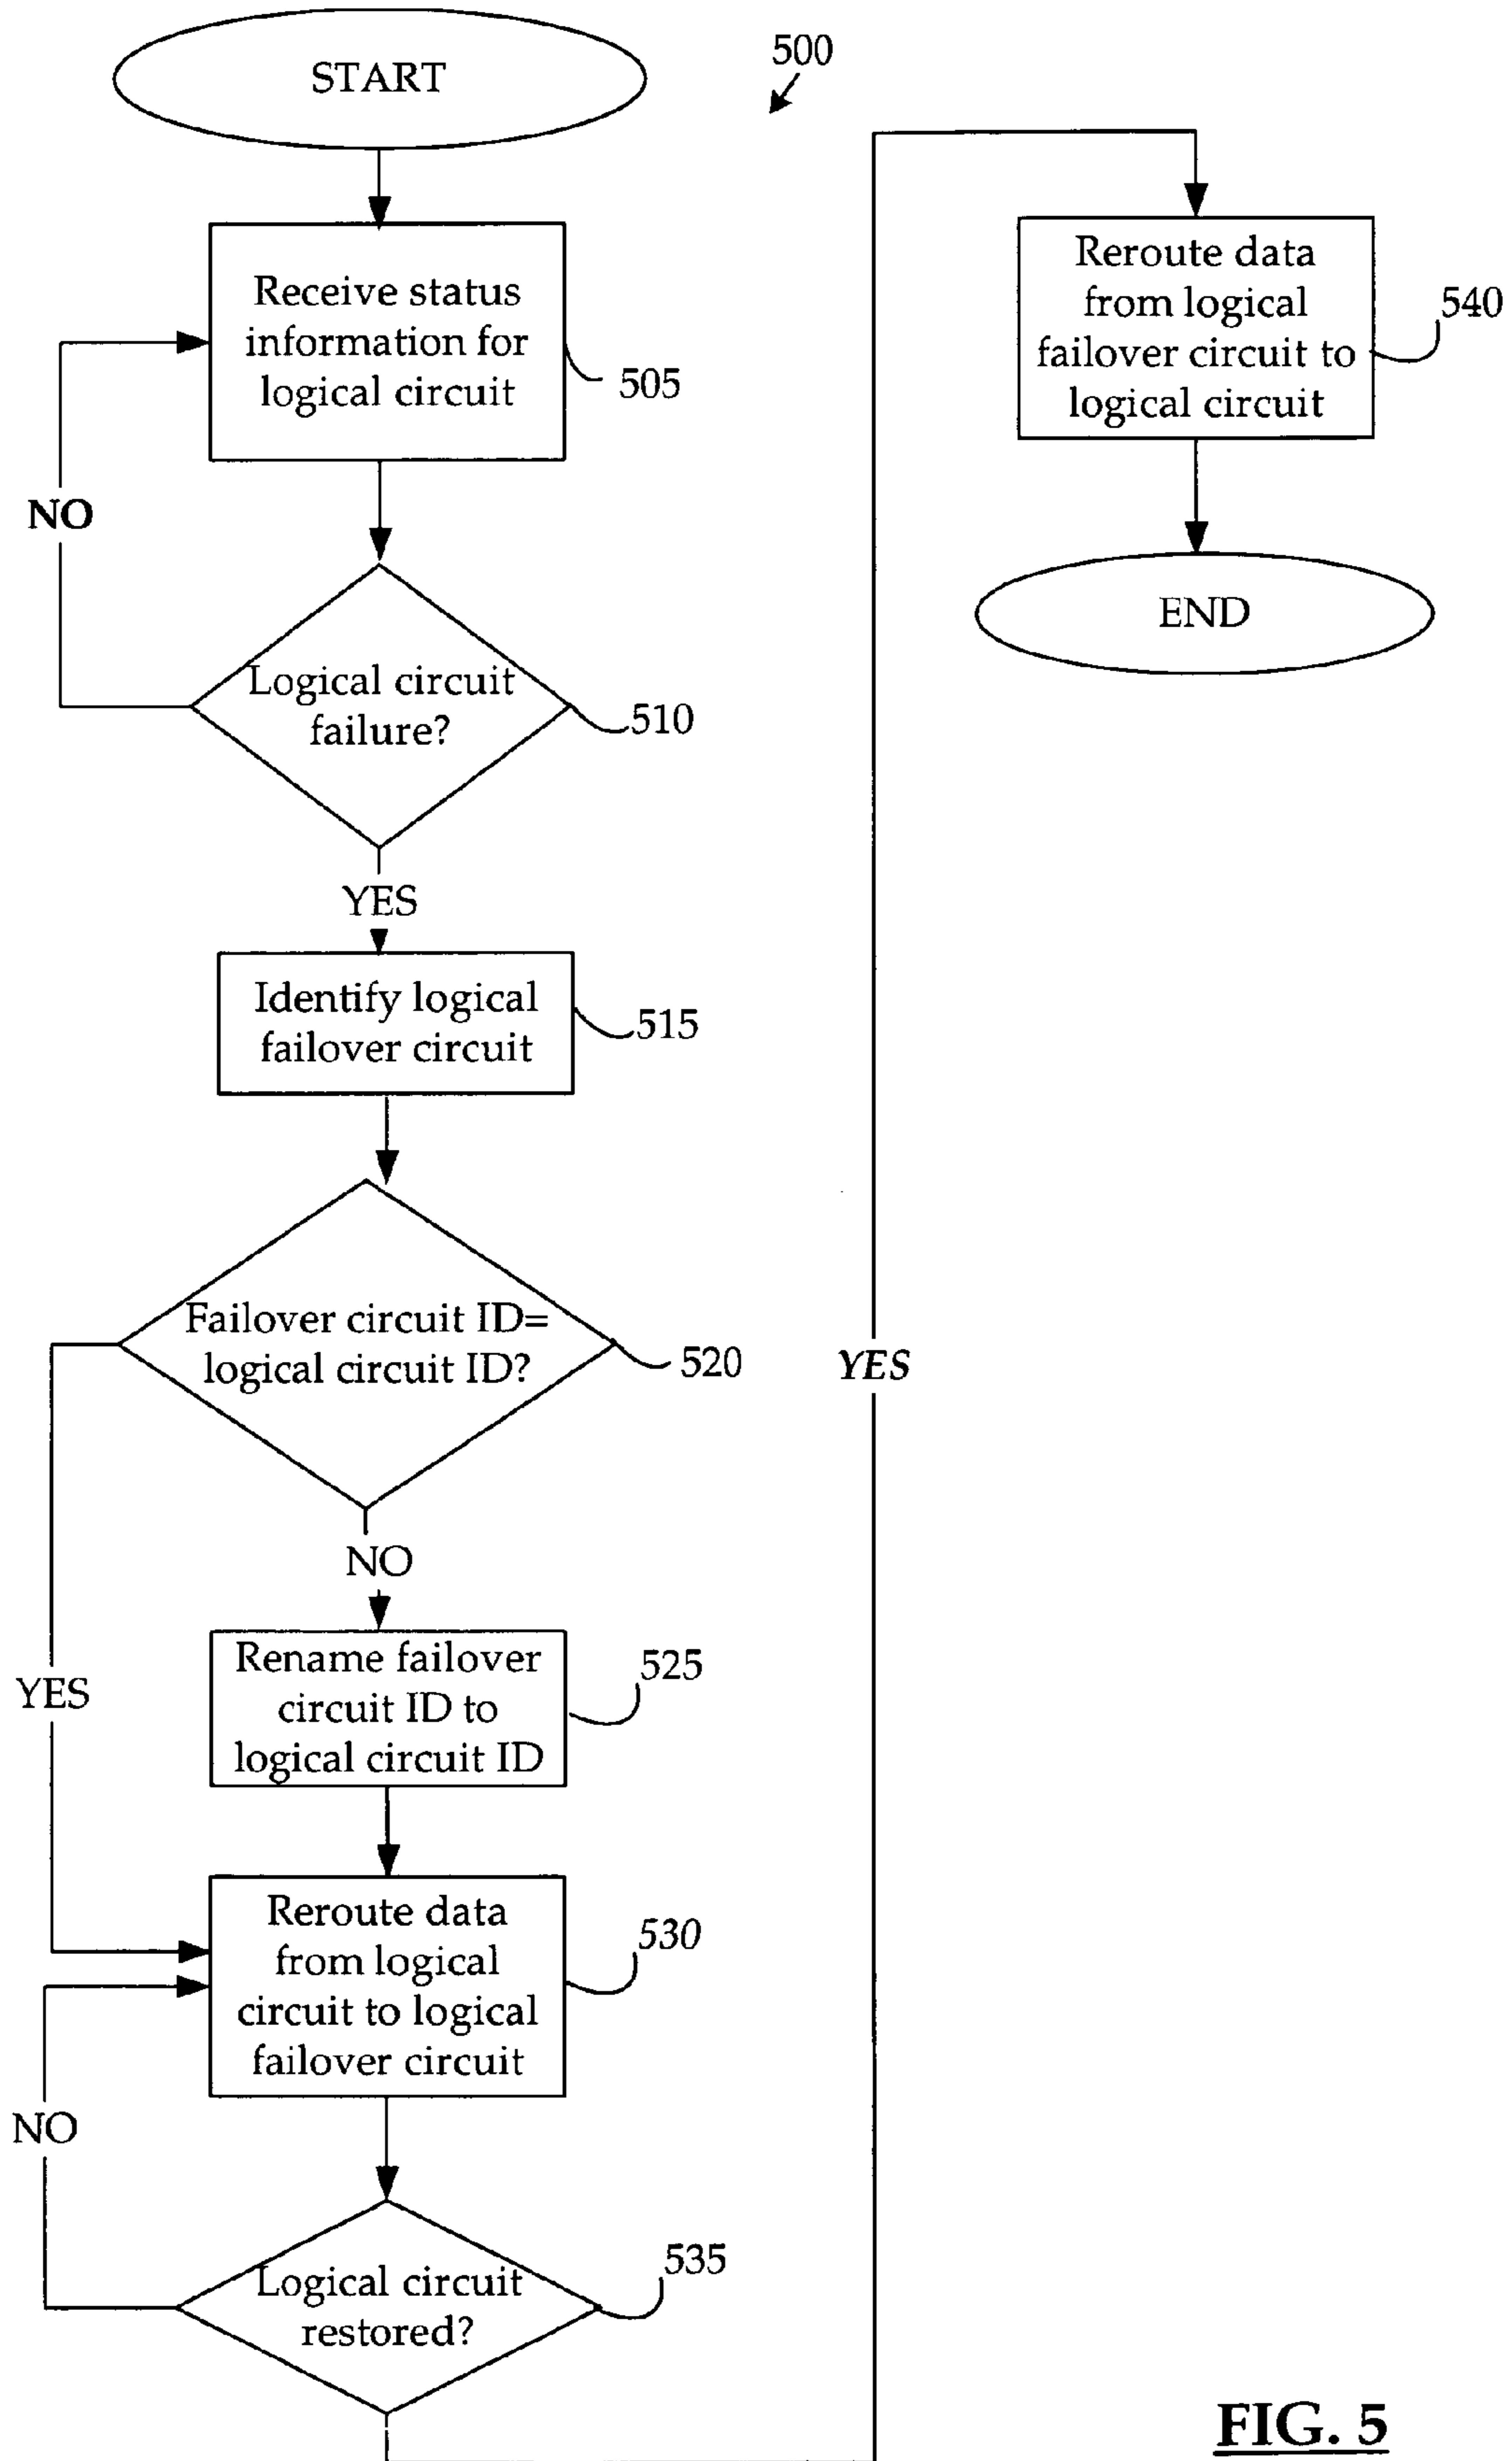 START
500
Receive status
information for
logical circuit
505
NO
Logical circuit
failure?
510
YES
Identify logical
failover circuit
515
Failover circuit ID=
logical circuit ID?
520
NO
YES
Rename failover
circuit ID to
logical circuit ID
525
Reroute data
from logical
circuit to logical
failover circuit
530
NO
Logical circuit
restored?
535
YES
Reroute data
from logical
failover circuit to
logical circuit
540
END
FIG. 5